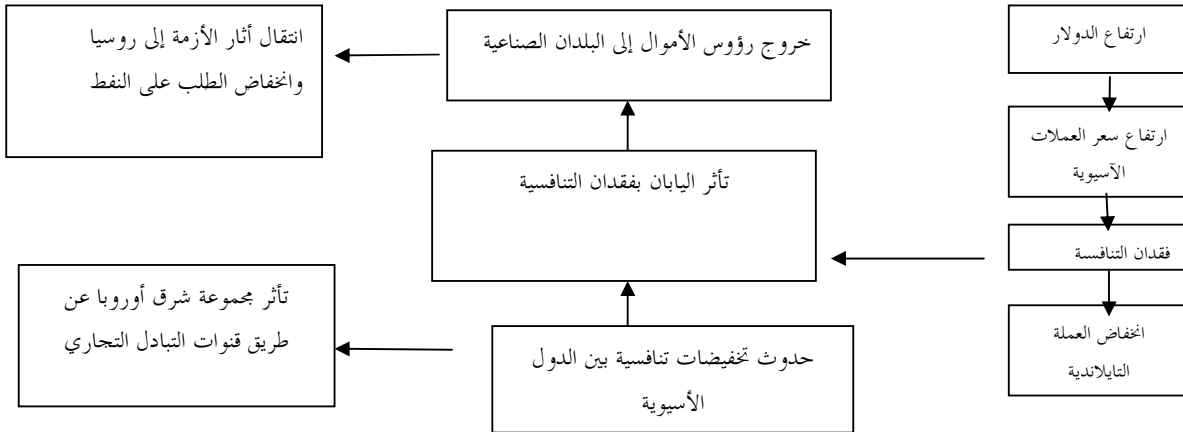 ارتفاع الدولار
ارتفاع سعر العملات
الآسيوية
فقدان التنافسة
انخفاض العملة
التايلاندية
خروج رؤوس الأموال إلى البلدان الصناعية
تأثر اليابان بفقدان التنافسية
حدوث تخفيضات تنافسية بين الدول
الأسيوية
انتقال أثار الأزمة إلى روسيا
وانخفاض الطلب على النفط
تأثر مجموعة شرق أوروبا عن
طريق قنوات التبادل التجاري